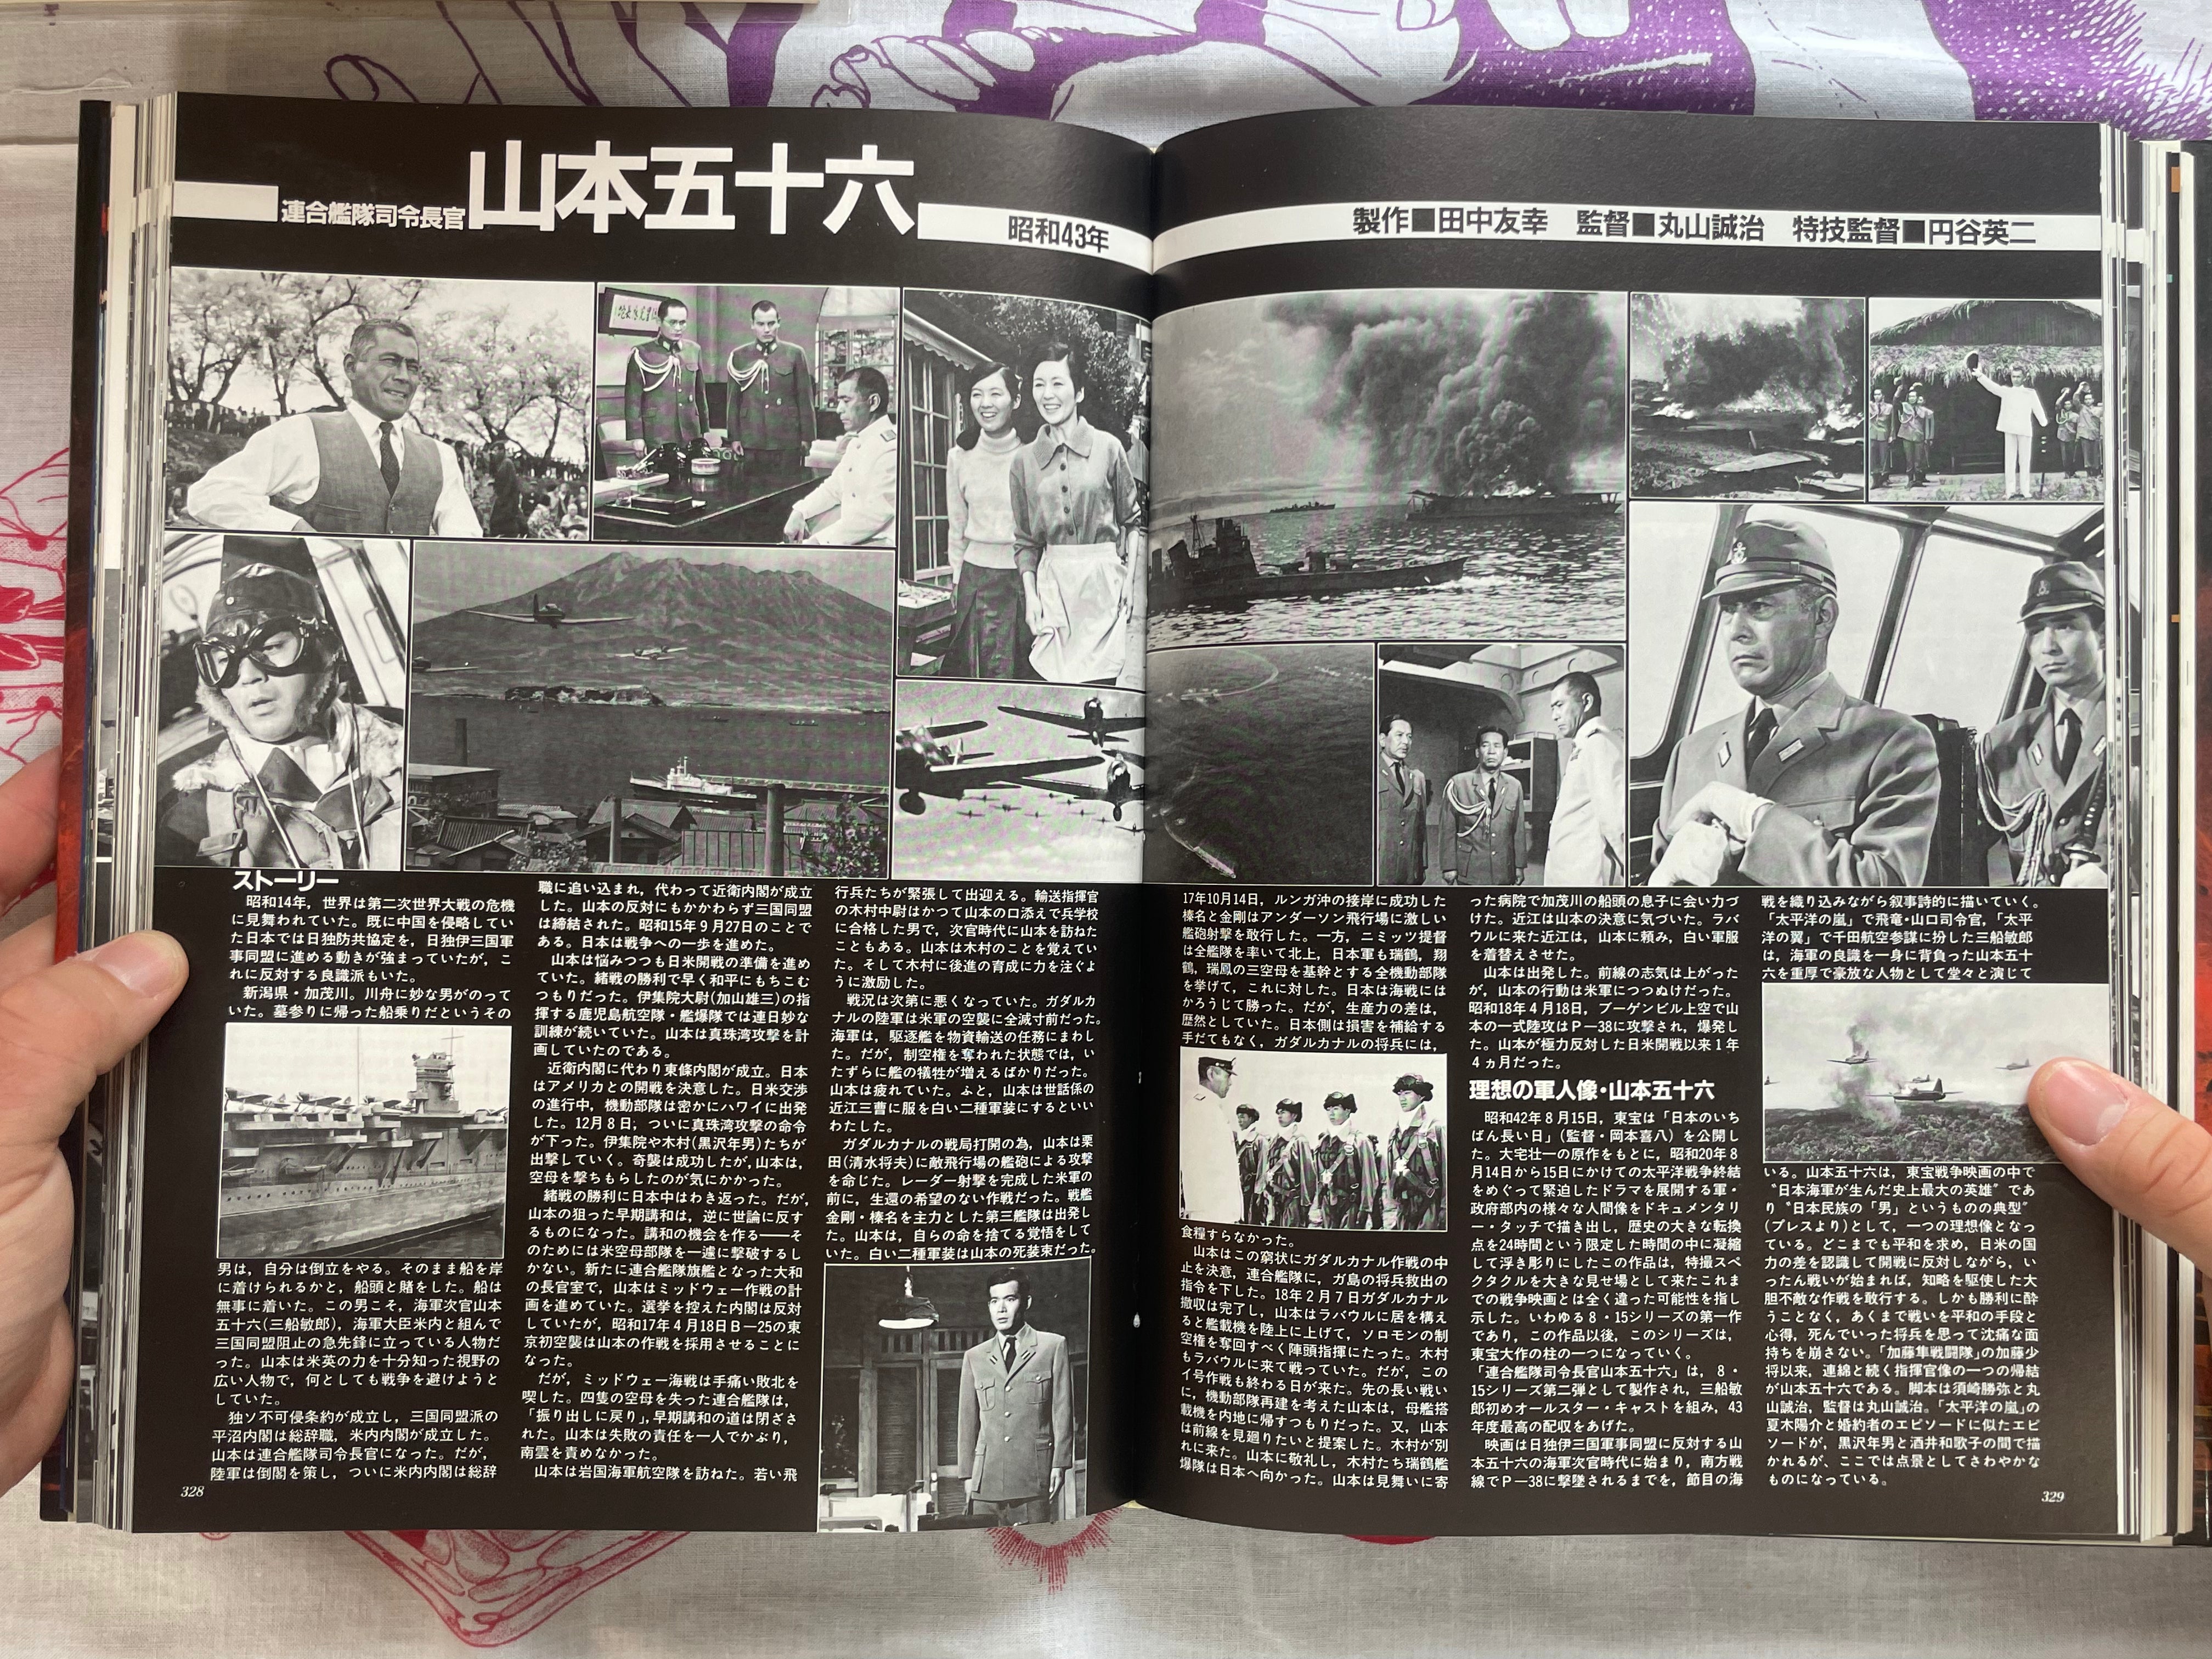 連合艦隊司令長官山本五十六
昭和43年
製作■田中友幸 監督■丸山誠治 特技監督■円谷英二
ストーリー
昭和14年，世界は第二次世界大戦の危機
に見舞われていた。既に中国を侵略してい
た日本では日独防共協定を，日独伊三国軍
事同盟に進める動きが強まっていたが，こ
れに反対する良識派もいた。
新潟県・加茂川。川舟に妙な男がのって
いた。墓参りに帰った船乗りだというその
男は，自分は倒立をやる。そのまま船を岸
に着けられるかと，船頭と賭をした。船は
無事に着いた。この男こそ，海軍次官山本
五十六(三船敏郎)，海軍大臣米内と組んで
三国同盟阻止の急先鋒に立っている人物だ
った。山本は米英の力を十分知った視野の
広い人物で，何としても戦争を避けようと
していた。
独ソ不可侵条約が成立し，三国同盟派の
平沼内閣は総辞職，米内内閣が成立した。
山本は連合艦隊司令長官になった。だが，
陸軍は倒閣を策し，ついに米内内閣は総辞
職に追い込まれ，代わって近衛内閣が成立
した。山本の反対にもかかわらず三国同盟
は締結された。昭和15年9月27日のことで
ある。日本は戦争への一歩を進めた。
山本は悩みつつも日米開戦の準備を進め
ていた。緒戦の勝利で早く和平にもちこむ
つもりだった。伊集院大尉(加山雄三)の指
揮する鹿児島航空隊・艦爆隊では連日妙な
訓練が続いていた。山本は真珠湾攻撃を計
画していたのである。
近衛内閣に代わり東條内閣が成立。日本
はアメリカとの開戦を決意した。日米交渉
の進行中，機動部隊は密かにハワイに出発
した。12月8日，ついに真珠湾攻撃の命令
が下った。伊集院や木村(黒沢年男)たちが
出撃していく。奇襲は成功したが，山本は，
空母を撃ちもらしたのが気にかかった。
緒戦の勝利に日本中はわき返った。だが，
山本の狙った早期講和は，逆に世論に反す
るものになった。講和の機会を作る――そ
のためには米空母部隊を一遽に撃破するし
かない。新たに連合艦隊旗艦となった大和
の長官室で，山本はミッドウェー作戦の計
画を進めていた。選挙を控えた内閣は反対
していたが，昭和17年4月18日B－25の東
京初空襲は山本の作戦を採用させることに
なった。
だが，ミッドウェー海戦は手痛い敗北を
喫した。四隻の空母を失った連合艦隊は，
「振り出しに戻り」，早期講和の道は閉ざさ
れた。山本は失敗の責任を一人でかぶり，
南雲を責めなかった。
山本は岩国海軍航空隊を訪ねた。若い飛
行兵たちが緊張して出迎える。輸送指揮官
の木村中尉はかつて山本の口添えで兵学校
に合格した男で，次官時代に山本を訪ねた
こともある。山本は木村のことを覚えてい
た。そして木村に後進の育成に力を注ぐよ
うに激励した。
戦況は次第に悪くなっていた。ガダルカ
ナルの陸軍は米軍の空襲に全滅寸前だった。
海軍は，駆逐艦を物資輸送の任務にまわし
た。だが，制空権を奪われた状態では，い
たずらに艦の犠牲が増えるばかりだった。
山本は疲れていた。ふと，山本は世話係の
近江三曹に服を白い二種軍装にするといい
わたした。
ガダルカナルの戦局打開の為，山本は栗
田(清水将夫)に敵飛行場の艦砲による攻撃
を命じた。レーダー射撃を完成した米軍の
前に，生還の希望のない作戦だった。戦艦
金剛・榛名を主力とした第三艦隊は出発し
た。山本は，自らの命を捨てる覚悟をして
いた。白い二種軍装は山本の死装束だった。
17年10月14日，ルンガ沖の接岸に成功した
榛名と金剛はアンダーソン飛行場に激しい
艦砲射撃を敢行した。一方，ニミッツ提督
は全艦隊を率いて北上，日本軍も瑞鶴，翔
鶴，瑞鳳の三空母を基幹とする全機動部隊
を挙げて，これに対した。日本は海戦には
かろうじて勝った。だが，生産力の差は，
歴然としていた。日本側は損害を補給する
手だてもなく，ガダルカナルの将兵には，
食糧すらなかった。
山本はこの窮状にガダルカナル作戦の中
止を決意，連合艦隊に，ガ島の将兵救出の
指令を下した。18年2月7日ガダルカナル
撤収は完了し，山本はラバウルに居を構え
ると艦載機を陸上に上げて，ソロモンの制
空権を奪回すべく陣頭指揮にたった。木村
もラバウルに来て戦っていた。だが，この
イ号作戦も終わる日が来た。先の長い戦い
に，機動部隊再建を考えた山本は，母艦搭
載機を内地に帰すつもりだった。又，山本
は前線を見廻りたいと提案した。木村が別
れに来た。山本に敬礼し，木村たち瑞鶴艦
爆隊は日本へ向かった。山本は見舞いに寄
った病院で加茂川の船頭の息子に会い力づ
けた。近江は山本の決意に気づいた。ラバ
ウルに来た近江は，山本に頼み，白い軍服
を着替えさせた。
山本は出発した。前線の志気は上がった
が，山本の行動は米軍につつぬけだった。
昭和18年4月18日，ブーゲンビル上空で山
本の一式陸攻はP－38に攻撃され，爆発し
た。山本が極力反対した日米開戦以来1年
4ヵ月だった。
理想の軍人像・山本五十六
昭和42年8月15日，東宝は「日本のいち
ばん長い日」(監督・岡本喜八)を公開し
た。大宅壮一の原作をもとに，昭和20年8
月14日から15日にかけての太平洋戦争終結
をめぐって緊迫したドラマを展開する軍・
政府部内の様々な人間像をドキュメンタリ
ー・タッチで描き出し，歴史の大きな転換
点を24時間という限定した時間の中に凝縮
して浮き彫りにしたこの作品は，特撮スペ
クタクルを大きな見せ場として来たこれま
での戦争映画とは全く違った可能性を指し
示した。いわゆる8・15シリーズの第一作
であり，この作品以後，このシリーズは，
東宝大作の柱の一つになっていく。
「連合艦隊司令長官山本五十六」は，8・
15シリーズ第二弾として製作され，三船敏
郎初めオールスター・キャストを組み，43
年度最高の配収をあげた。
映画は日独伊三国軍事同盟に反対する山
本五十六の海軍次官時代に始まり，南方戦
線でP－38に撃墜されるまでを，節目の海
戦を織り込みながら叙事詩的に描いていく。
「太平洋の嵐」で飛竜・山口司令官，「太平
洋の翼」で千田航空参謀に扮した三船敏郎
は，海軍の良識を一身に背負った山本五十
六を重厚で豪放な人物として堂々と演じて
いる。山本五十六は，東宝戦争映画の中で
〝日本海軍が生んだ史上最大の英雄〟であ
り〝日本民族の「男」というものの典型〟
(プレスより)として，一つの理想像となっ
ている。どこまでも平和を求め，日米の国
力の差を認識して開戦に反対しながら，い
ったん戦いが始まれば，知略を駆使した大
胆不敵な作戦を敢行する。しかも勝利に酔
うことなく，あくまで戦いを平和の手段と
心得，死んでいった将兵を思って沈痛な面
持ちを崩さない。「加藤隼戦闘隊」の加藤少
将以来，連綿と続く指揮官像の一つの帰結
が山本五十六である。脚本は須崎勝弥と丸
山誠治，監督は丸山誠治。「太平洋の嵐」の
夏木陽介と婚約者のエピソードに似たエピ
ソードが，黒沢年男と酒井和歌子の間で描
かれるが，ここでは点景としてさわやかな
ものになっている。
328
329